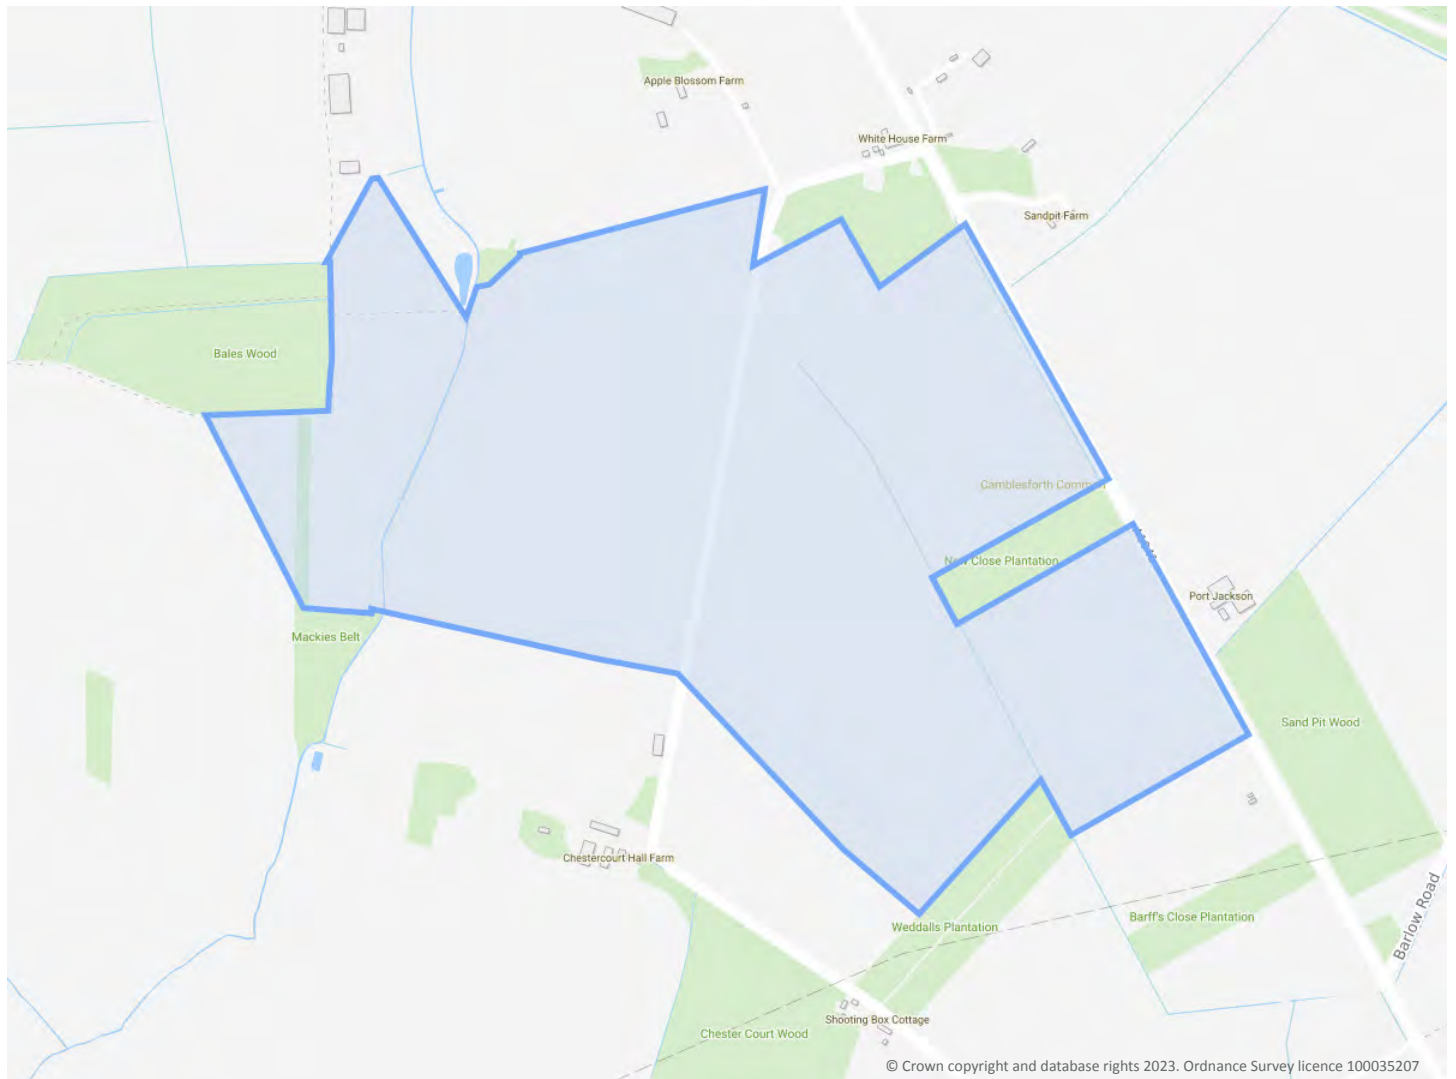 Apple Blossom Farm
White House Farm
Sandpit Farm
Bales Wood
Camblesforth Common
New Close Plantation
Port Jackson
Mackies Belt
Sand Pit Wood
Chestercourt Hall Farm
Barlow Road
Barff's Close Plantation
Weddalls Plantation
Shooting Box Cottage
Chester Court Wood
© Crown copyright and database rights 2023. Ordnance Survey licence 100035207